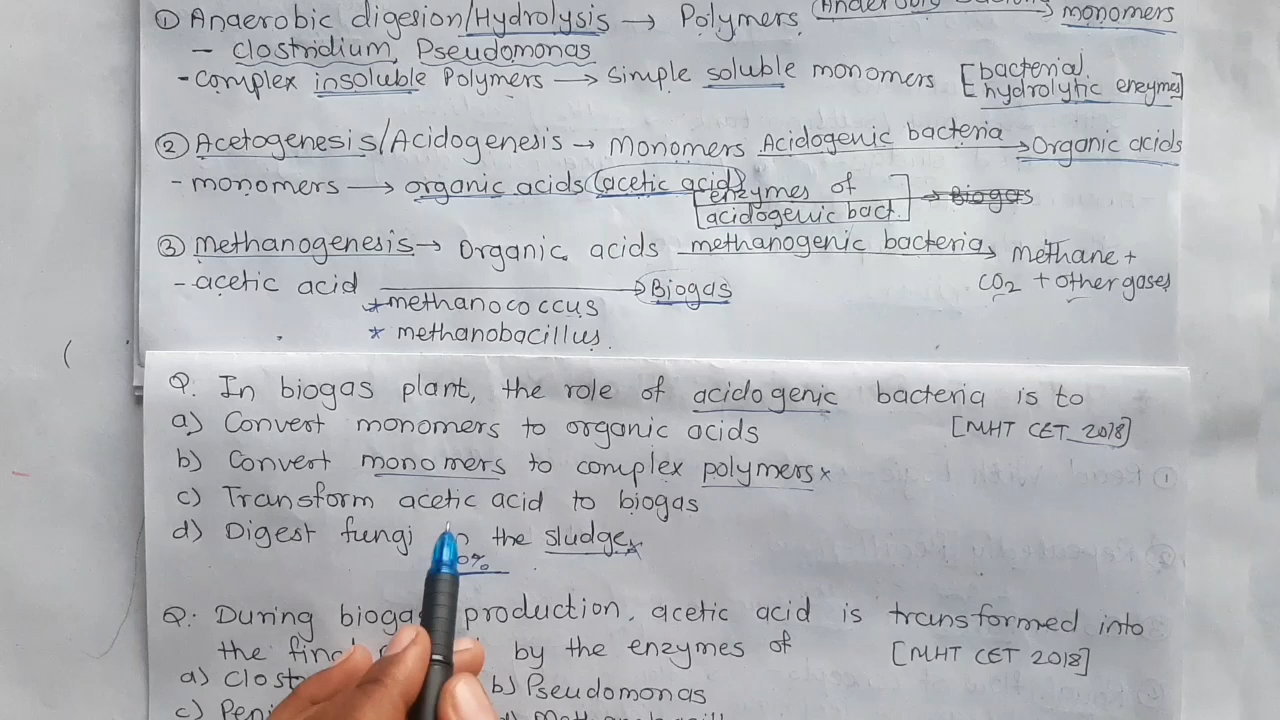 ① Anaerobic digesion/Hydrolysis → Polymers Anaerobic → monomers
- Clostridium, Pseudomonas
- Complex insoluble Polymers → Simple soluble monomers [bacterial hydrolytic enzymes]
② Acetogenesis/Acidogenesis → Monomers Acidogenic bacteria → Organic acids
- monomers → organic acids (acetic acid)
enzymes of acidogenic bact. → Biogas
③ Methanogenesis → Organic acids methanogenic bacteria → methane +
CO2 + other gases
- acetic acid → Biogas
* methanococcus
* methanobacillus.
Q. In biogas plant, the role of acidogenic bacteria is to
a) Convert monomers to organic acids [MHT CET 2018]
b) Convert monomers to complex polymers x
c) Transform acetic acid to biogas
d) Digest fungi the sludge x
0%
Q. During biogas production, acetic acid is transformed into
the by the enzymes of [MHT CET 2018]
a) b) Pseudomonas
c) d)